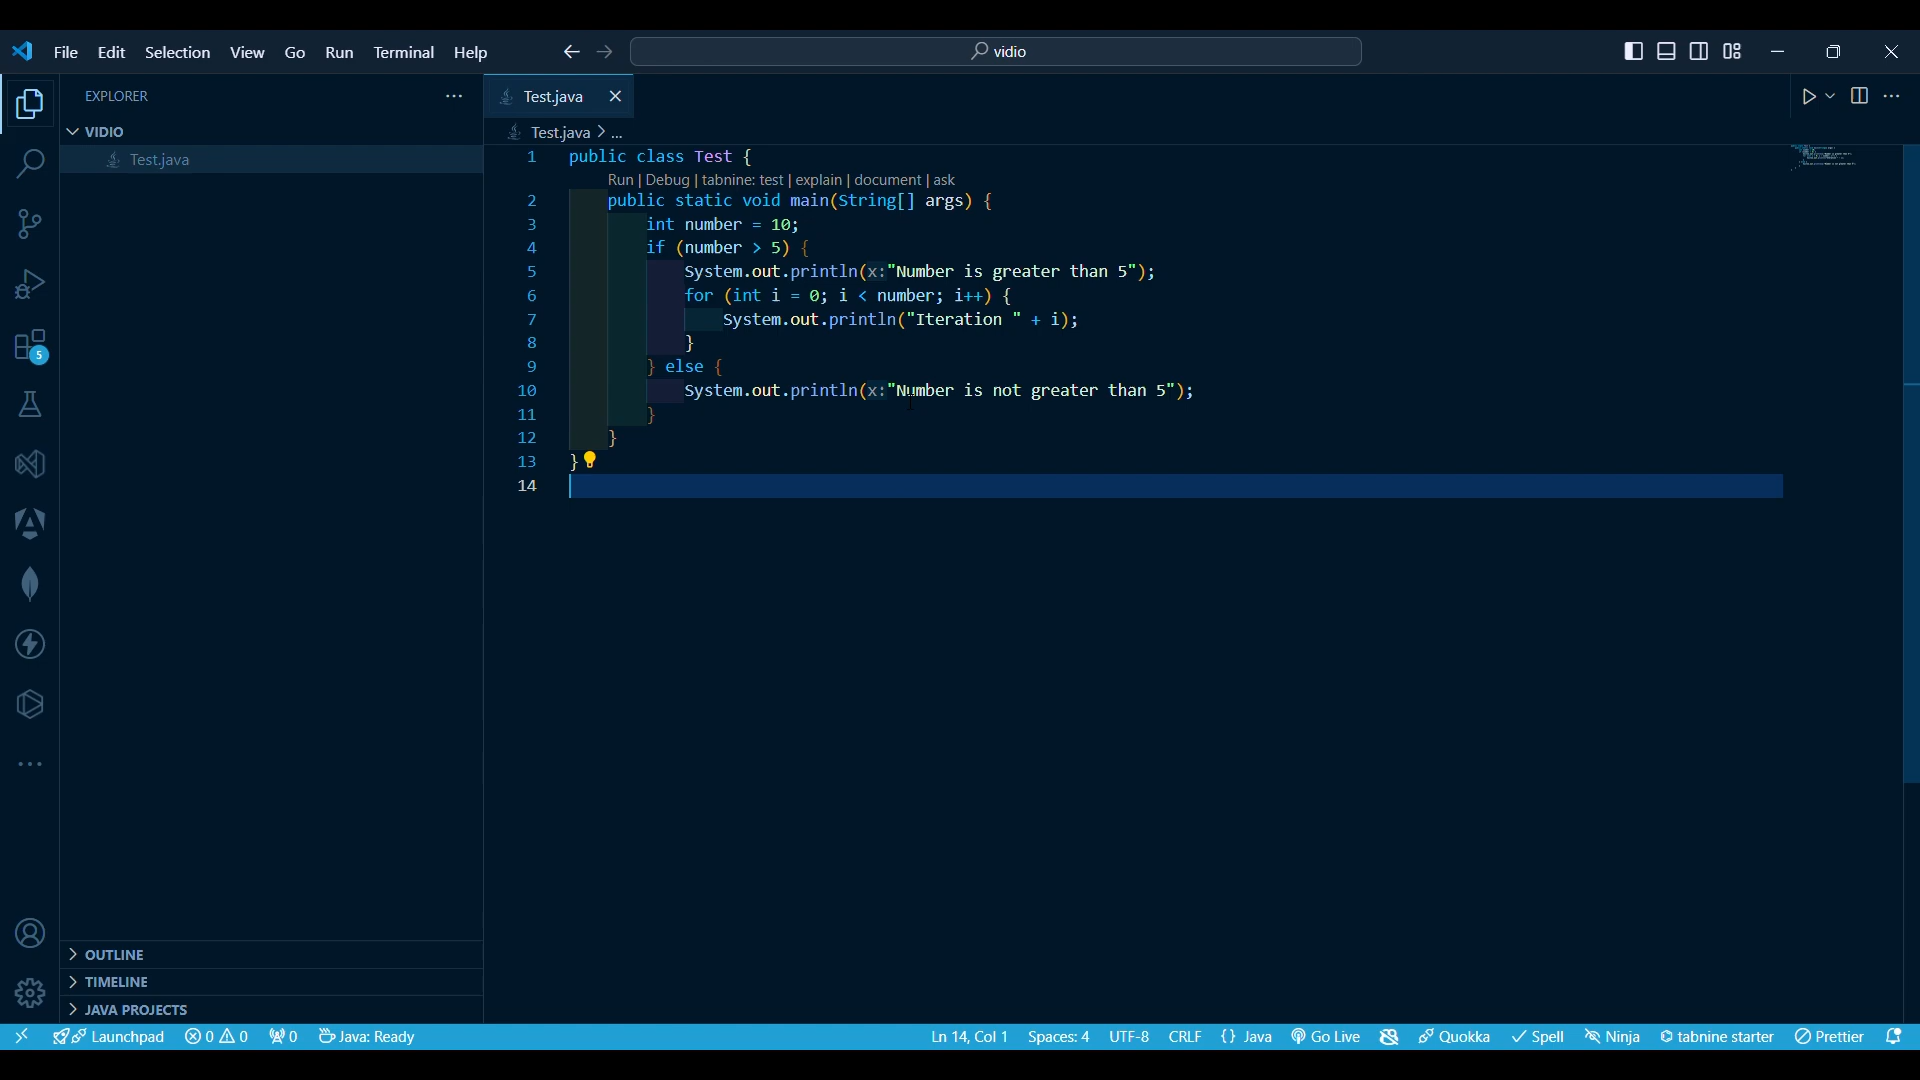 File Edit Selection View Go Run Terminal Help
vidio
EXPLORER
VIDIO
Test.java
OUTLINE
TIMELINE
JAVA PROJECTS
5
Test.java
Test.java > ...
1 public class Test {
Run | Debug | tabnine: test | explain | document | ask
2 public static void main(String[] args) {
3 int number = 10;
4 if (number > 5) {
5 System.out.println(x:"Number is greater than 5");
6 for (int i = 0; i < number; i++) {
7 System.out.println("Iteration " + i);
8 }
9 } else {
10 System.out.println(x:"Number is not greater than 5");
11 }
12 }
13 }
14
Launchpad 0 0 0 Java: Ready Ln 14, Col 1 Spaces: 4 UTF-8 CRLF {} Java Go Live Quokka Spell Ninja tabnine starter Prettier